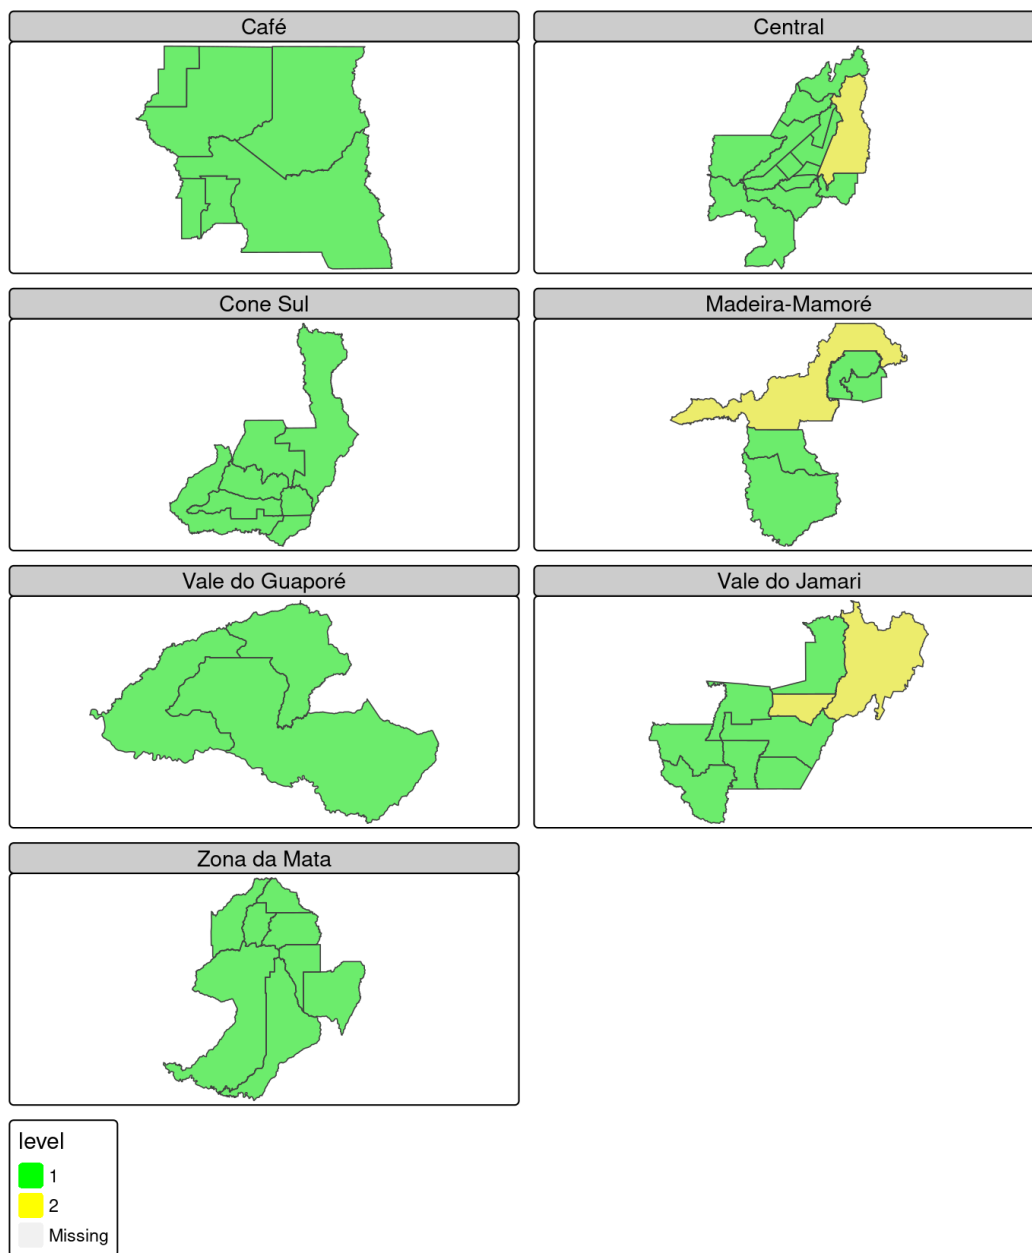 Café
Central
Cone Sul
Madeira-Mamoré
Vale do Guaporé
Vale do Jamari
Zona da Mata
level
1
2
Missing